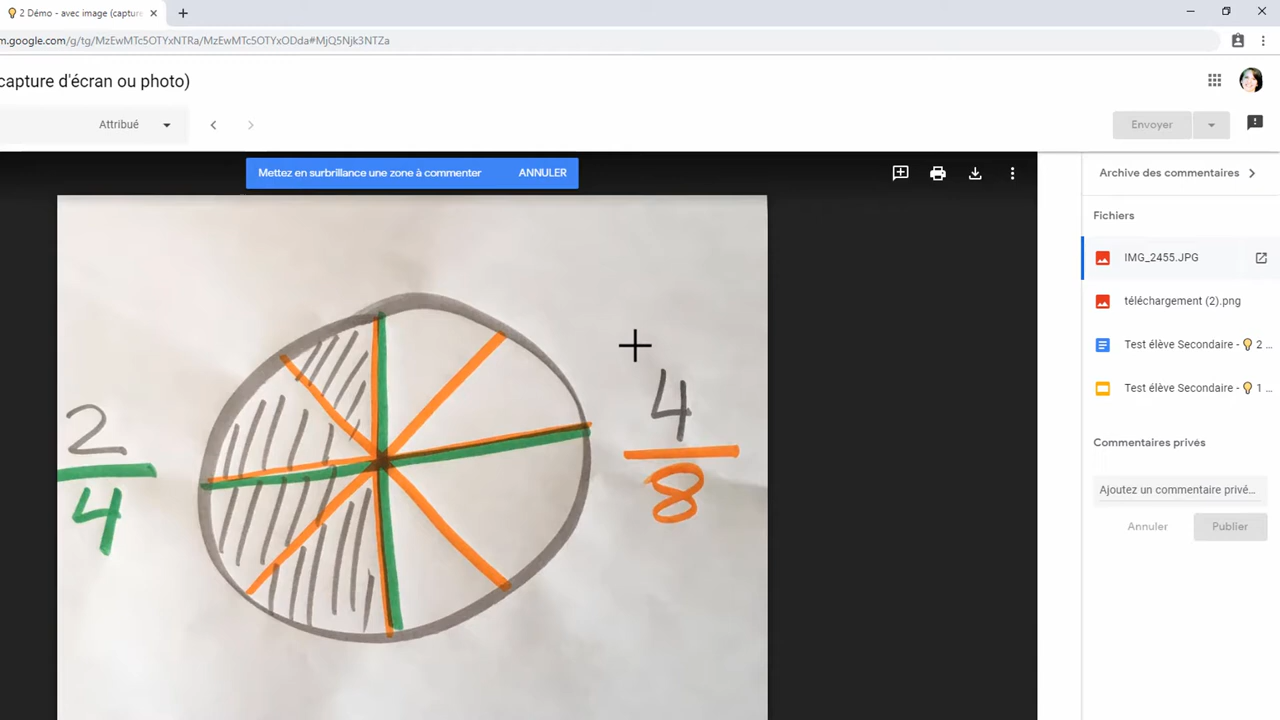 2 Démo - avec image (captur
m.google.com/g/tg/MzEwMTc5OTYxNTRa/MzEwMTc5OTYxODda#MjQ5Njk3NTZa
capture d'écran ou photo)
Attribué
Envoyer
Mettez en surbrillance une zone à commenter ANNULER
Archive des commentaires
Fichiers
IMG_2455.JPG
téléchargement (2).png
Test élève Secondaire - 💡 2 ...
Test élève Secondaire - 💡 1 ...
Commentaires privés
Ajoutez un commentaire privé...
Annuler Publier
2
4
4
8